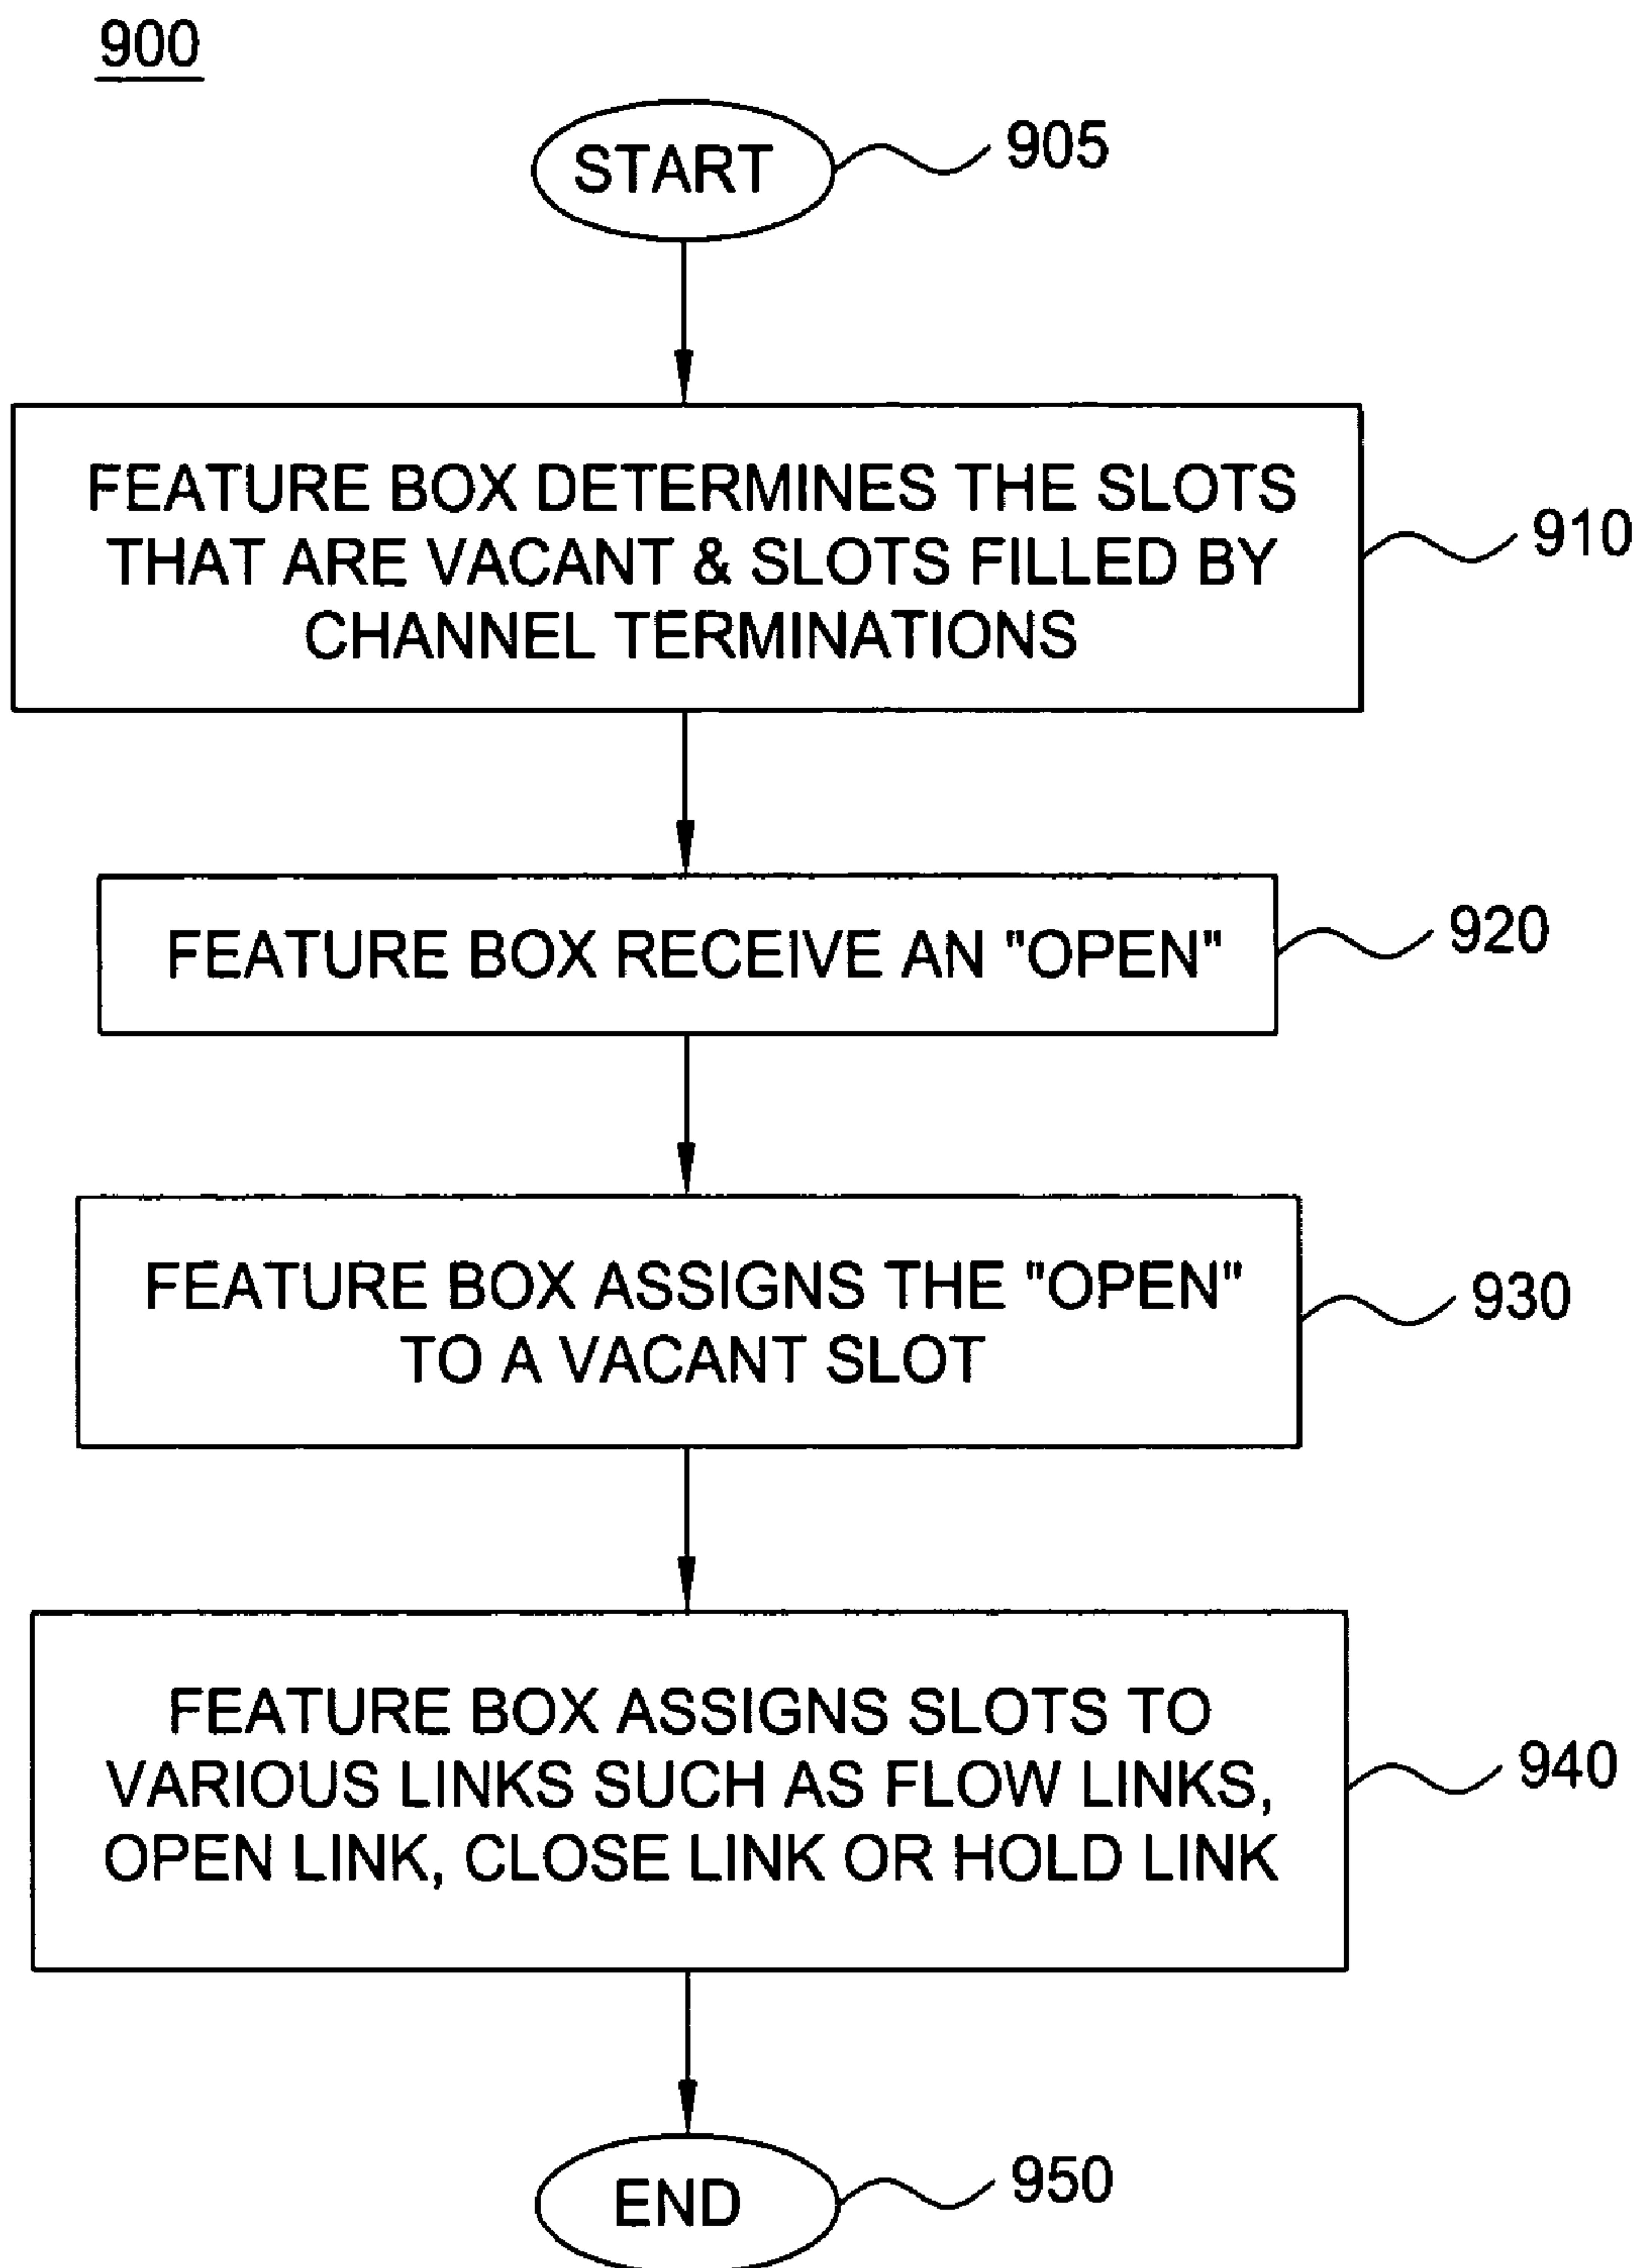 900
START
905
FEATURE BOX DETERMINES THE SLOTS
THAT ARE VACANT & SLOTS FILLED BY
CHANNEL TERMINATIONS
910
FEATURE BOX RECEIVE AN "OPEN"
920
FEATURE BOX ASSIGNS THE "OPEN"
TO A VACANT SLOT
930
FEATURE BOX ASSIGNS SLOTS TO
VARIOUS LINKS SUCH AS FLOW LINKS,
OPEN LINK, CLOSE LINK OR HOLD LINK
940
END
950